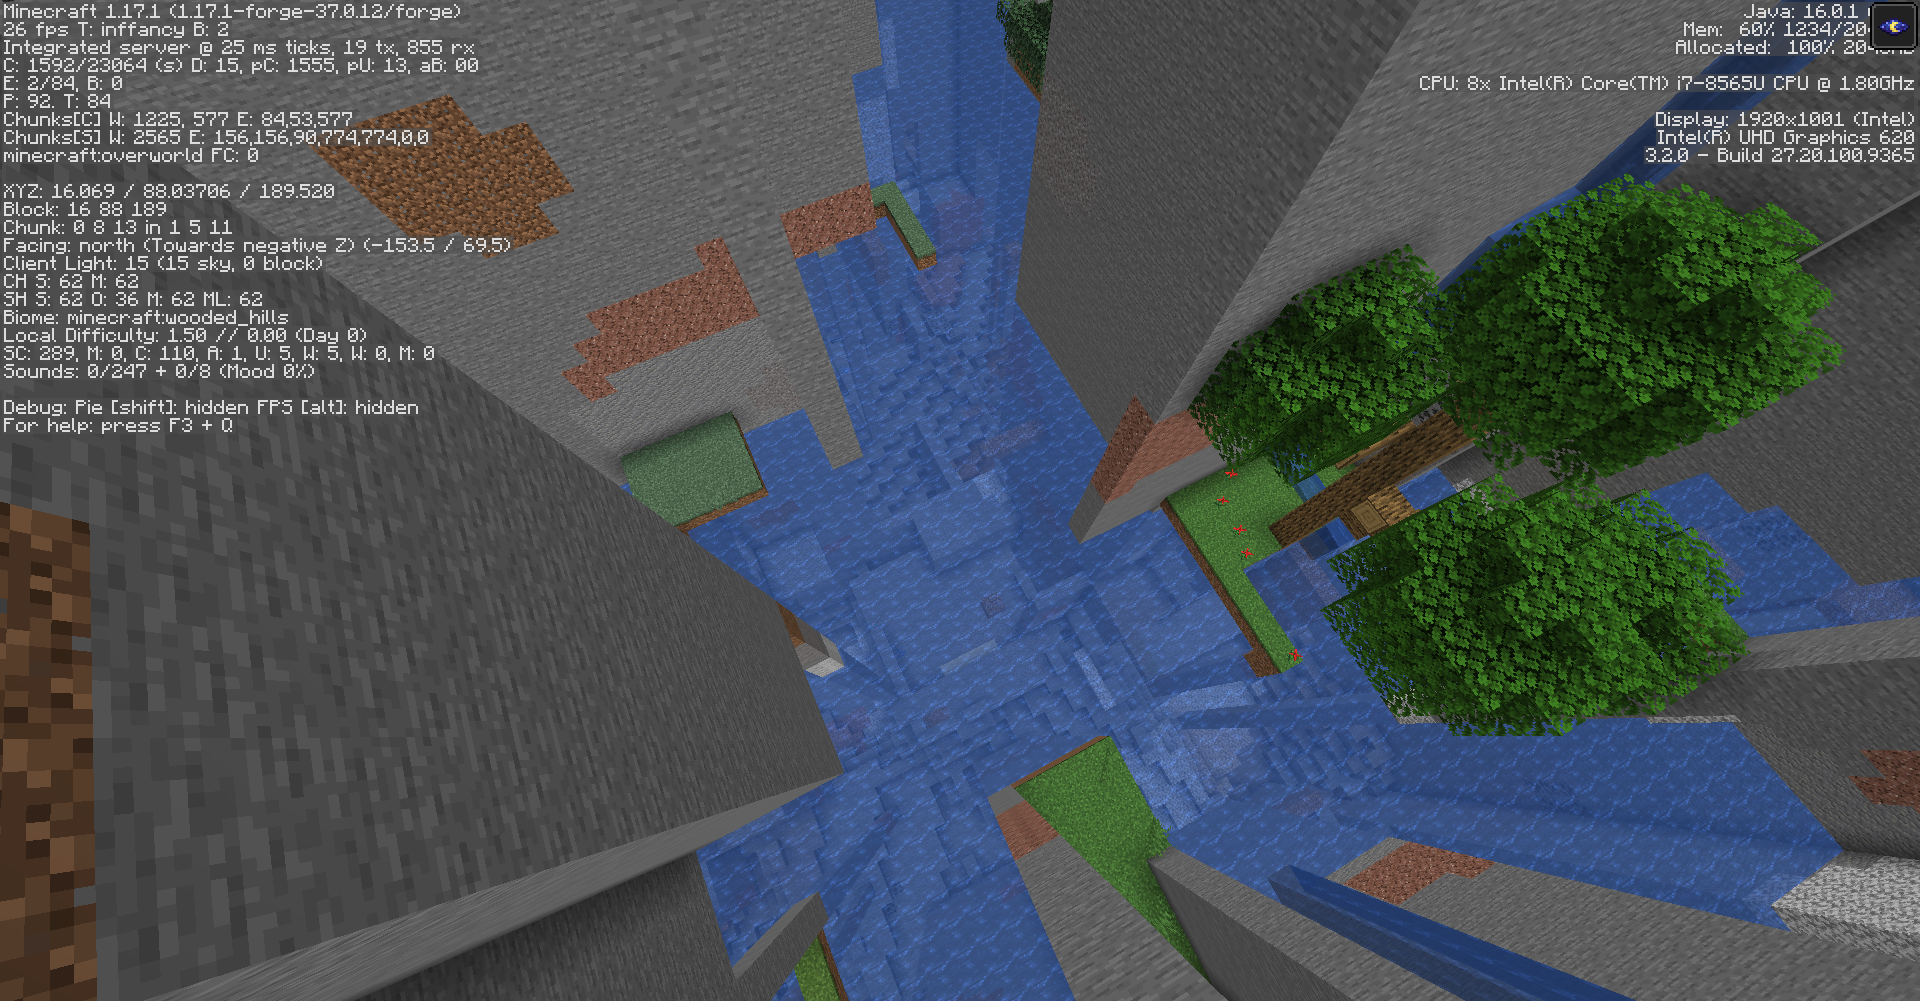 Minecraft 1.17.1 (1.17.1-forge-37.0.12/forge)
26 fps T: inffancy B: 2
Integrated server @ 25 ms ticks, 19 tx, 855 rx
C: 1592/23064 (s) D: 15, pC: 1555, pU: 13, aB: 00
E: 2/84, B: 0
P: 92. T: 84
Chunks[C] W: 1225, 577 E: 84,53,577
Chunks[S] W: 2565 E: 156,156,90,774,774,0,0
minecraft:overworld FC: 0
XYZ: 16.069 / 88.03706 / 189.520
Block: 16 88 189
Chunk: 0 8 13 in 1 5 11
Facing: north (Towards negative Z) (-153.5 / 69.5)
Client Light: 15 (15 sky, 0 block)
CH S: 62 M: 62
SH S: 62 O: 36 M: 62 ML: 62
Biome: minecraft:wooded_hills
Local Difficulty: 1.50 // 0.00 (Day 0)
SC: 289, M: 0, C: 110, A: 1, U: 5, W: 5, W: 0, M: 0
Sounds: 0/247 + 0/8 (Mood 0%)
Debug: Pie [shift]: hidden FPS [alt]: hidden
For help: press F3 + Q
Java: 16.0.1
Mem: 60% 1234/20
Allocated: 100% 20
CPU: 8x Intel(R) Core(TM) i7-8565U CPU @ 1.80GHz
Display: 1920x1001 (Intel)
Intel(R) UHD Graphics 620
3.2.0 - Build 27.20.100.9365